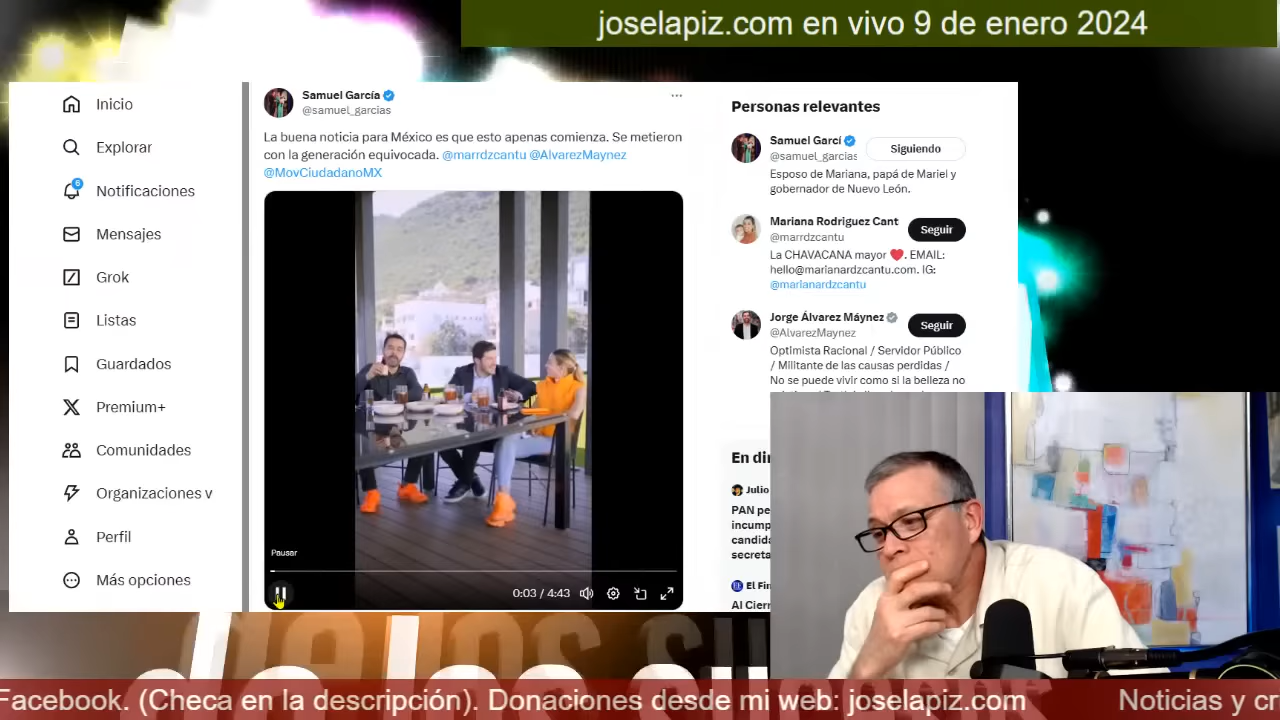 joselapiz.com en vivo 9 de enero 2024
Inicio
Explorar
6
Notificaciones
Mensajes
Grok
Listas
Guardados
Premium+
Comunidades
Organizaciones v
Perfil
Más opciones
Samuel García
@samuel_garcias
La buena noticia para México es que esto apenas comienza. Se metieron
con la generación equivocada. @marrdzcantu @AlvarezMaynez
@MovCiudadanoMX
Pausar
0:03 / 4:43
Personas relevantes
Samuel Garcí
@samuel_garcias
Siguiendo
Esposo de Mariana, papá de Mariel y
gobernador de Nuevo León.
Mariana Rodriguez Cant
@marrdzcantu
Seguir
La CHAVACANA mayor ❤️. EMAIL:
hello@marianardzcantu.com. IG:
@marianardzcantu
Jorge Álvarez Máynez
@AlvarezMaynez
Seguir
Optimista Racional / Servidor Público
/ Militante de las causas perdidas /
No se puede vivir como si la belleza no
En dir
Julio
PAN pe
incump
candida
secreta
El Fin
Al Cierr
Facebook. (Checa en la descripción). Donaciones desde mi web: joselapiz.com
Noticias y cr